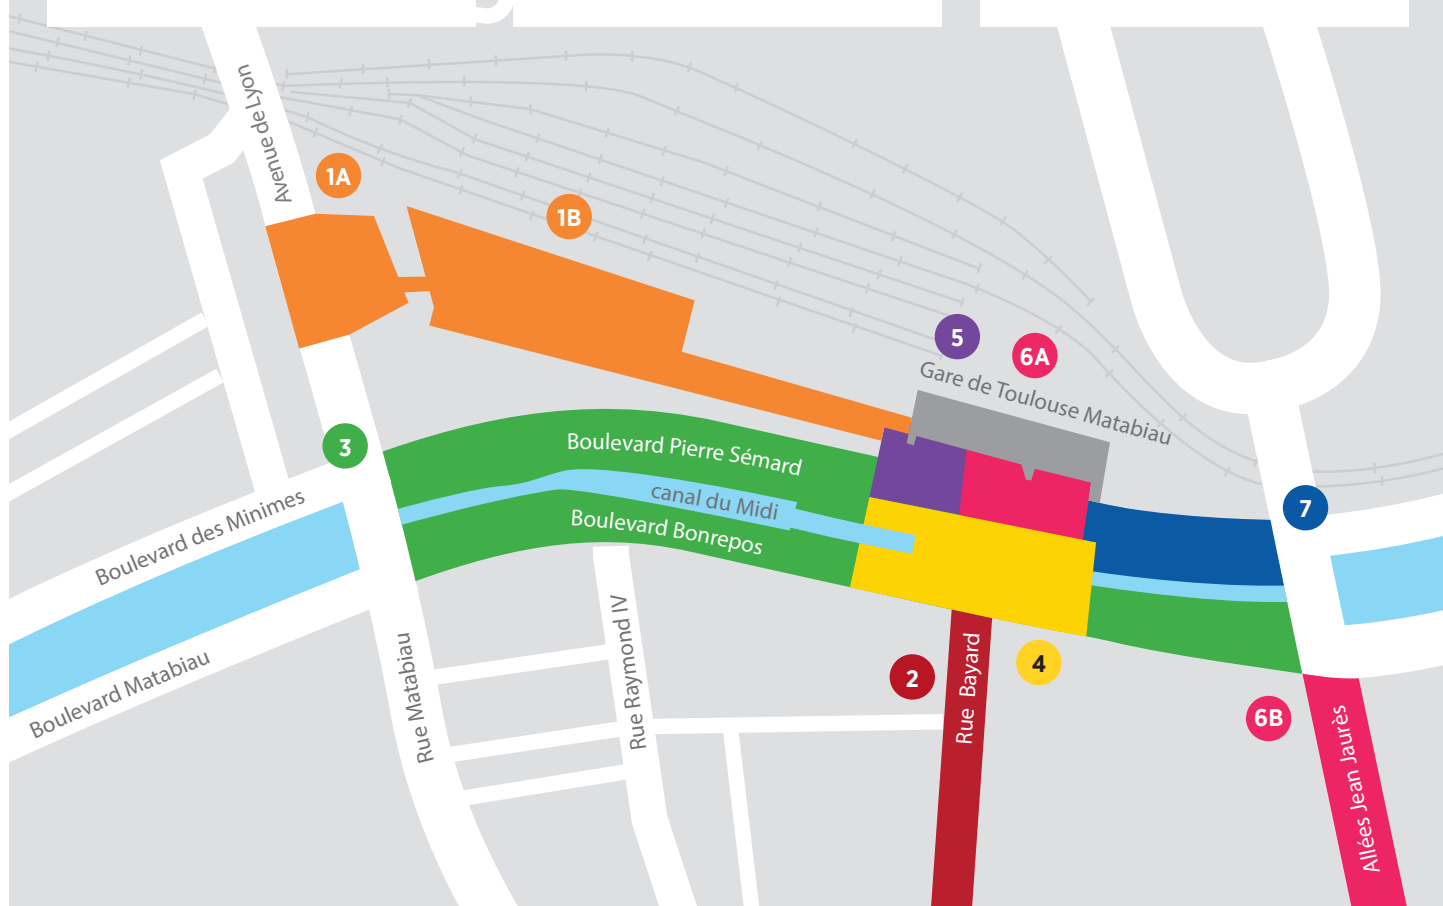 Avenue de Lyon
1A
1B
5
6A
Gare de Toulouse Matabiau
3
Boulevard Pierre Sémard
canal du Midi
Boulevard Bonrepos
7
Boulevard des Minimes
Boulevard Matabiau
Rue Matabiau
Rue Raymond IV
2
Rue Bayard
4
6B
Allées Jean Jaurès